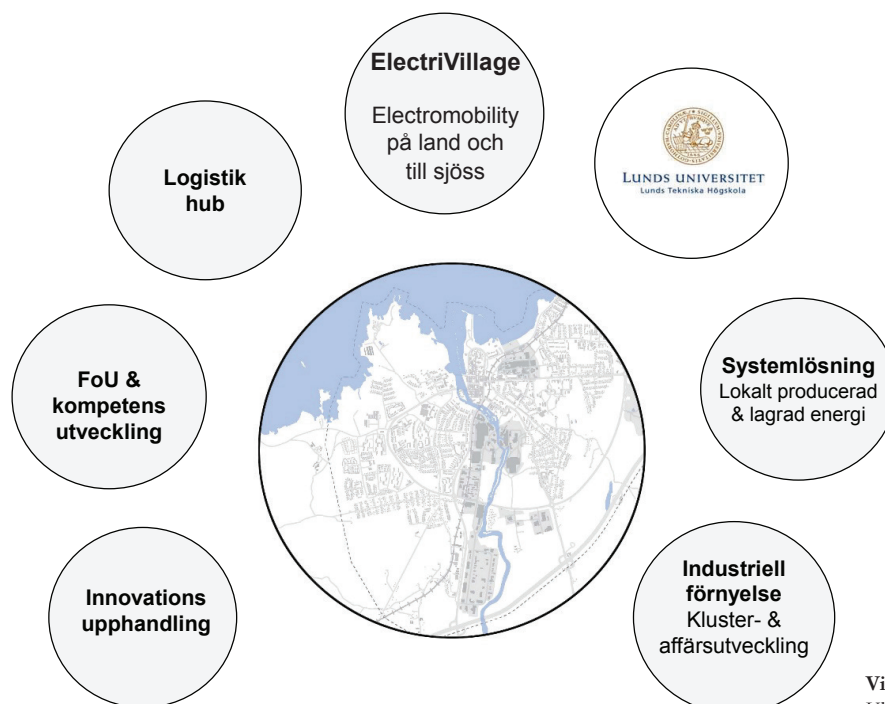 ElectriVillage
Electromobility
på land och
till sjöss
Logistik
hub
LUNDS UNIVERSITET
Lunds Tekniska Högskola
FoU &
kompetens
utveckling
Systemlösning
Lokalt producerad
& lagrad energi
Innovations
upphandling
Industriell
förnyelse
Kluster- &
affärsutveckling